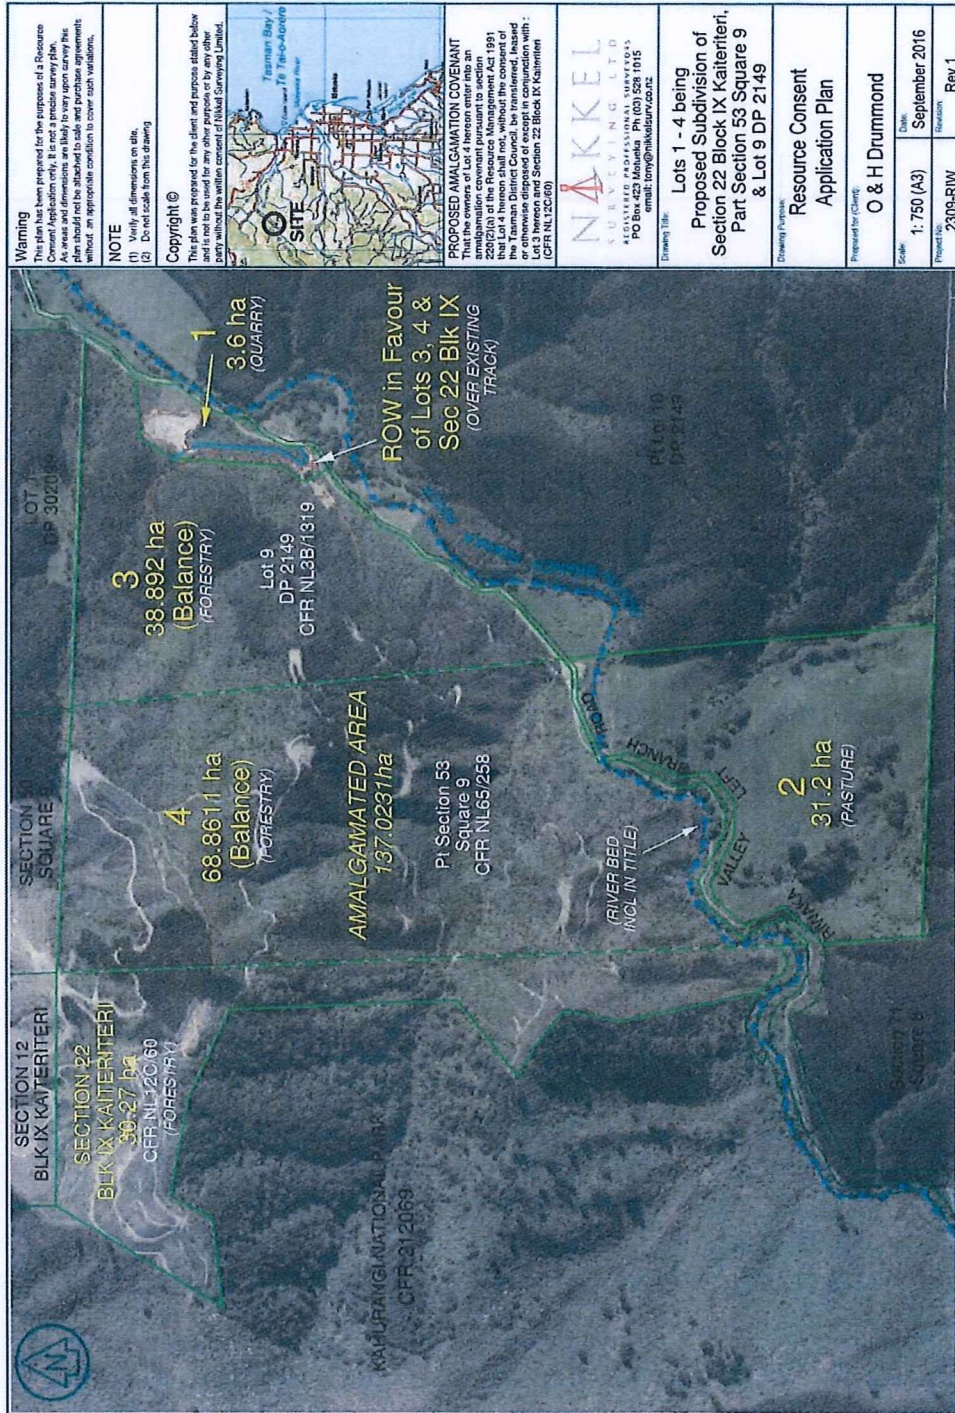 SECTION 12
BLK IX KAITERITERI
SECTION 22
BLK IX KAITERITERI
30.27 ha
CFR NL12C/60
(FORESTRY)
KAHURANGI NATIONAL PARK
CFR 212069
SECTION
SQUARE
4
68.8611 ha
(Balance)
(FORESTRY)
AMALGAMATED AREA
137.0231ha
Pt Section 53
Square 9
CFR NL65/258
(RIVER BED
INCL IN TITLE)
RIWAKA VALLEY LEFT BRANCH ROAD
2
31.2 ha
(PASTURE)
LOT 1
DP
3
38.892 ha
(Balance)
(FORESTRY)
Lot 9
DP 2149
CFR NL3B/1319
1
3.6 ha
(QUARRY)
ROW in Favour
of Lots 3, 4 &
Sec 22 Blk IX
(OVER EXISTING
TRACK)
Pt Lot 10
DP 2149
Section
Square
Warning
This plan has been prepared for the purposes of a Resource
Consent Application only. It is not a precise survey plan.
As areas and dimensions are likely to vary upon survey this
plan should not be attached to sale and purchase agreements
without an appropriate condition to cover such variations.
NOTE
(1) Verify all dimensions on site.
(2) Do not scale from this drawing
Copyright ©
This plan was prepared for the client and purpose stated below
and is not to be used for any other purpose or by any other
party without the written consent of Nikkel Surveying Limited.
Tasman Bay /
Te Tai-o-Aorere
SITE
PROPOSED AMALGAMATION COVENANT
That the owners of Lot 4 hereon enter into an
amalgamation covenant pursuant to section
220(2)(a) of the Resource Management Act 1991
that Lot 4 hereon shall not, without the consent of
the Tasman District Council, be transferred, leased
or otherwise disposed of except in conjunction with :
Lot 3 hereon and Section 22 Block IX Kaiteriteri
(CFR NL12C/60)
NIKKEL
SURVEYING LTD
REGISTERED PROFESSIONAL SURVEYORS
PO Box 423 Motueka Ph (03) 528 1015
email: tony@nikkelsurv.co.nz
Drawing Title:
Lots 1 - 4 being
Proposed Subdivision of
Section 22 Block IX Kaiteriteri,
Part Section 53 Square 9
& Lot 9 DP 2149
Drawing Purpose:
Resource Consent
Application Plan
Prepared for (Client):
O & H Drummond
Scale:
1: 750 (A3)
Date:
September 2016
Project No.
2309-RIW
Revision:
Rev 1